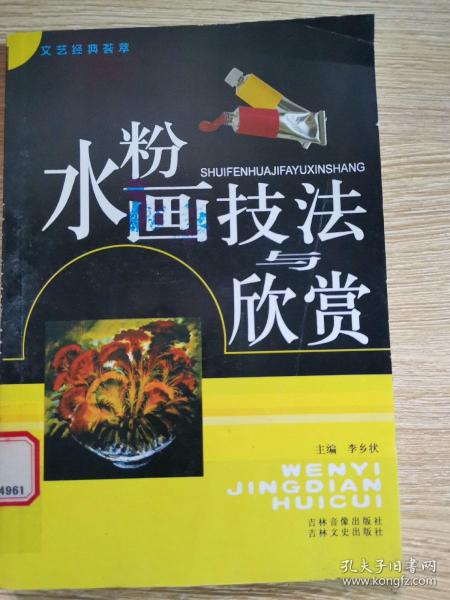 文艺经典荟萃
水粉画技法
SHUIFENHUAJIFAYUXINSHANG
与
欣赏
主编 李乡状
WENYI
JINGDIAN
HUICUI
吉林音像出版社
吉林文史出版社
4961
孔夫子旧书网
www.kongfz.com